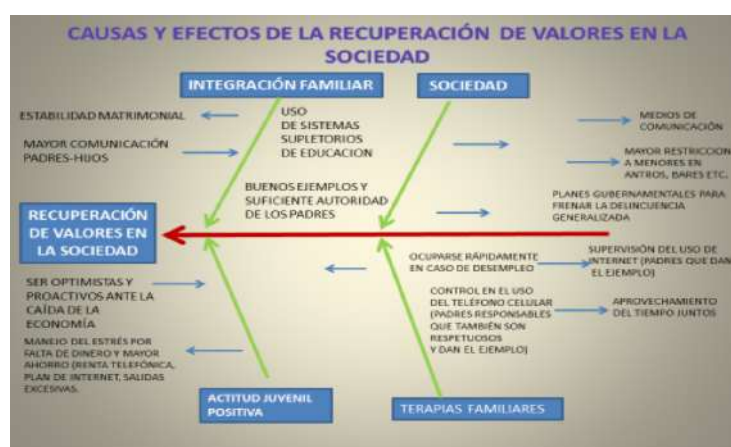 CAUSAS Y EFECTOS DE LA RECUPERACIÓN DE VALORES EN LA
SOCIEDAD
INTEGRACIÓN FAMILIAR
SOCIEDAD
ESTABILIDAD MATRIMONIAL
MAYOR COMUNICACIÓN
PADRES-HIJOS
USO
DE SISTEMAS
SUPLETORIOS
DE EDUCACION
BUENOS EJEMPLOS Y
SUFICIENTE AUTORIDAD
DE LOS PADRES
MEDIOS DE
COMUNICACIÓN
MAYOR RESTRICCION
A MENORES EN
ANTROS, BARES ETC.
PLANES GUBERNAMENTALES PARA
FRENAR LA DELINCUENCIA
GENERALIZADA
RECUPERACIÓN
DE VALORES EN
LA SOCIEDAD
SER OPTIMISTAS Y
PROACTIVOS ANTE LA
CAÍDA DE LA
ECONOMÍA
MANEJO DEL ESTRÉS POR
FALTA DE DINERO Y MAYOR
AHORRO (RENTA TELEFÓNICA,
PLAN DE INTERNET, SALIDAS
EXCESIVAS.
OCUPARSE RÁPIDAMENTE
EN CASO DE DESEMPLEO
SUPERVISIÓN DEL USO DE
INTERNET (PADRES QUE DAN
EL EJEMPLO)
CONTROL EN EL USO
DEL TELÉFONO CELULAR
(PADRES RESPONSABLES
QUE TAMBIÉN SON
RESPETUOSOS
Y DAN EL EJEMPLO)
APROVECHAMIENTO
DEL TIEMPO JUNTOS
ACTITUD JUVENIL
POSITIVA
TERAPIAS FAMILIARES